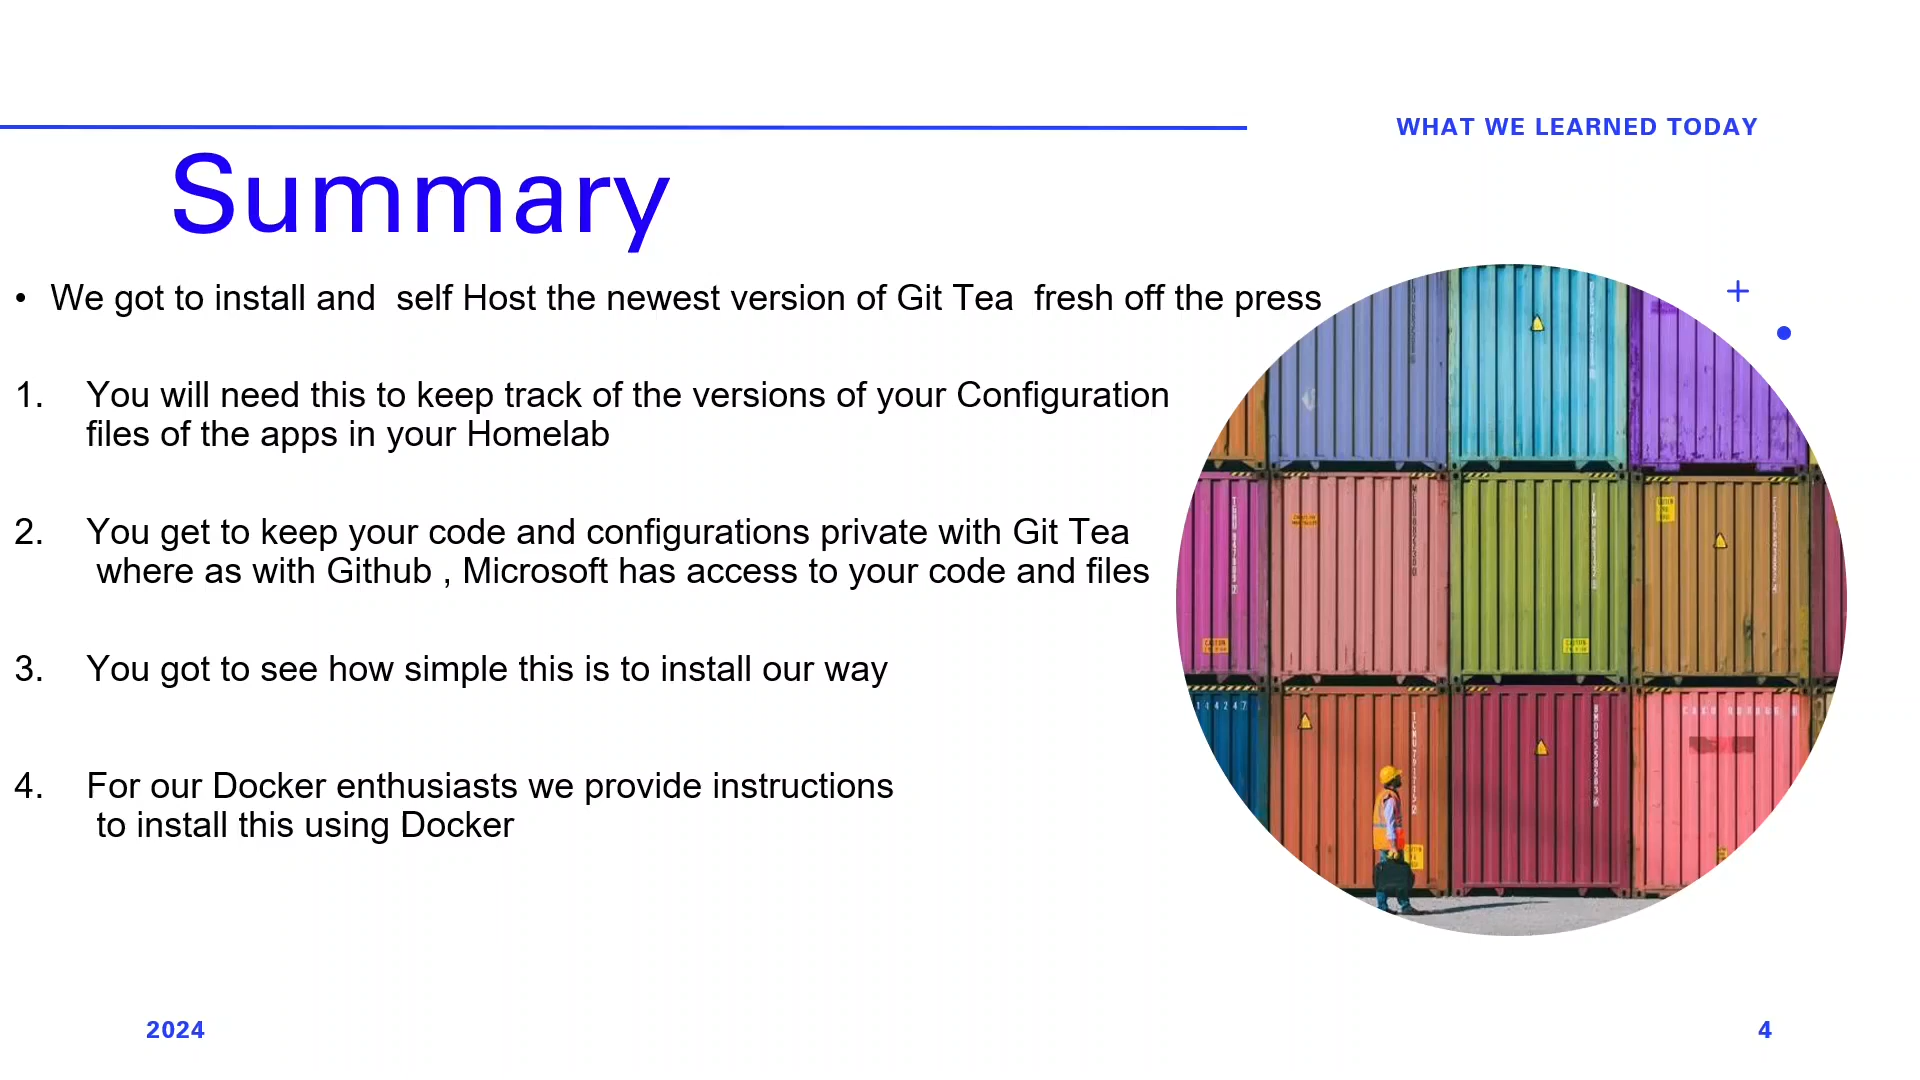 WHAT WE LEARNED TODAY
Summary
• We got to install and  self Host the newest version of Git Tea  fresh off the press
1. You will need this to keep track of the versions of your Configuration
files of the apps in your Homelab
2. You get to keep your code and configurations private with Git Tea
where as with Github , Microsoft has access to your code and files
3. You got to see how simple this is to install our way
4. For our Docker enthusiasts we provide instructions
to install this using Docker
2024
4